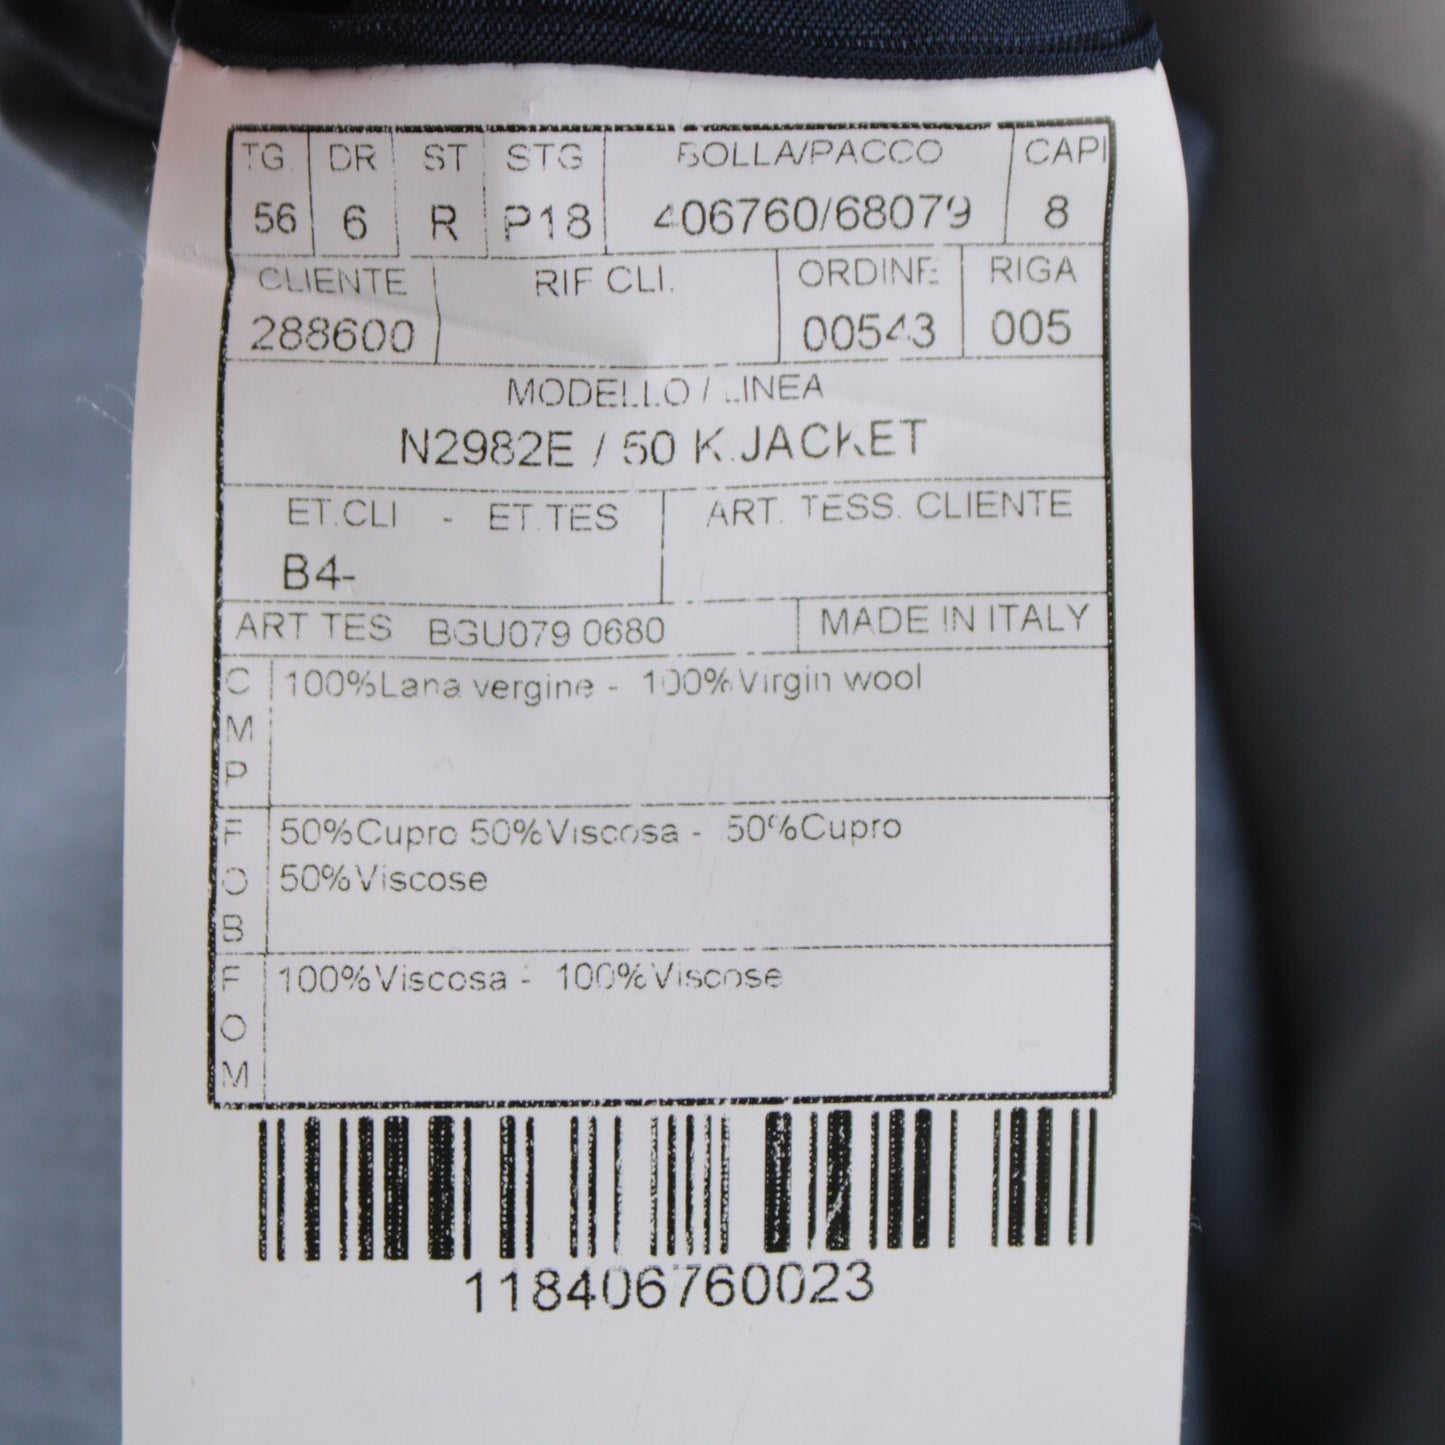 TG. DR ST STG BOLLA/PACCO CAPI
56 6 R P18 406760/68079 8
CLIENTE RIF CLI. ORDINE RIGA
288600 00543 005
MODELLO / LINEA
N2982E / 50 K.JACKET
ET.CLI - ET.TES ART. TESS. CLIENTE
B4-
ART TES BGU079 0680 MADE IN ITALY
CMP 100%Lana vergine - 100%Virgin wool
FOB 50%Cupro 50%Viscosa - 50%Cupro
50%Viscose
FOM 100%Viscosa - 100%Viscose
118406760023